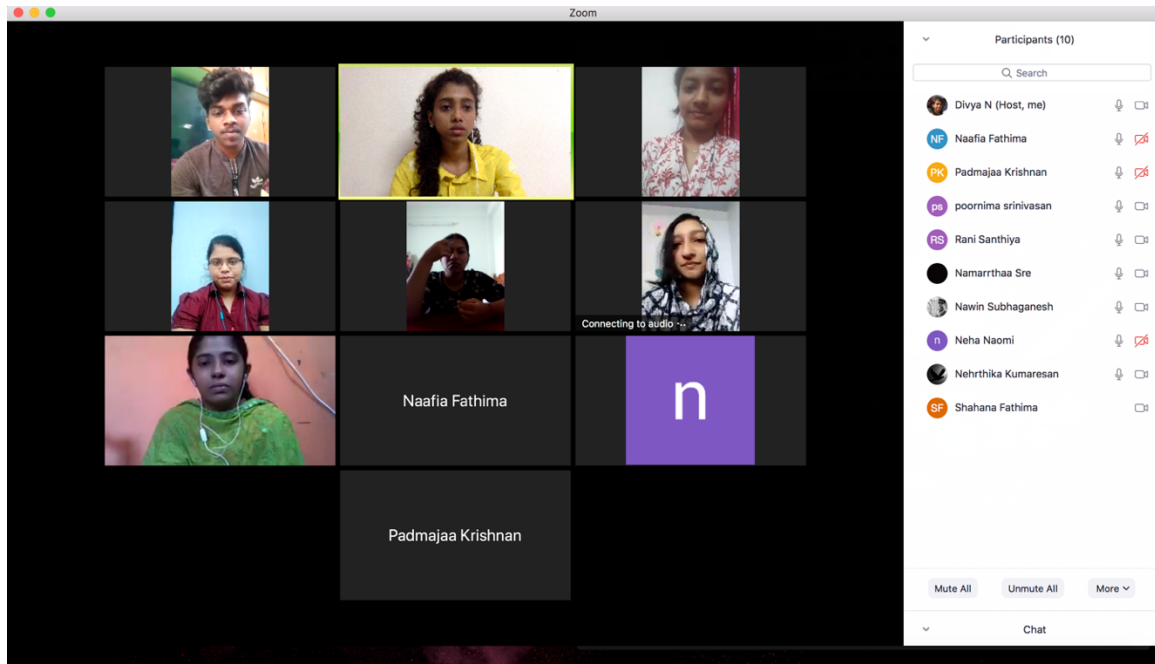 Zoom
Connecting to audio ·..
Naafia Fathima
n
Padmajaa Krishnan
Participants (10)
Search
Divya N (Host, me)
NF Naafia Fathima
PK Padmajaa Krishnan
ps poornima srinivasan
RS Rani Santhiya
Namarrthaa Sre
Nawin Subhaganesh
n Neha Naomi
Nehrthika Kumaresan
SF Shahana Fathima
Mute All Unmute All More
Chat